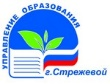 УПРАВЛЕНИЕ ОБРАЗОВАНИЯ
г.Стрежевой